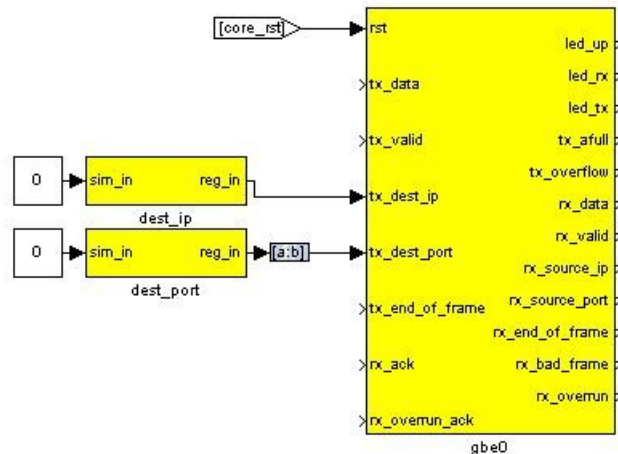 [core_rst]
rst
led_up
led_rx
tx_data
led_tx
tx_valid
tx_afull
tx_overflow
0
sim_in
reg_in
tx_dest_ip
rx_data
dest_ip
rx_valid
0
sim_in
reg_in
[a:b]
tx_dest_port
rx_source_ip
dest_port
rx_source_port
tx_end_of_frame
rx_end_of_frame
rx_ack
rx_bad_frame
rx_overrun
rx_overrun_ack
gbe0